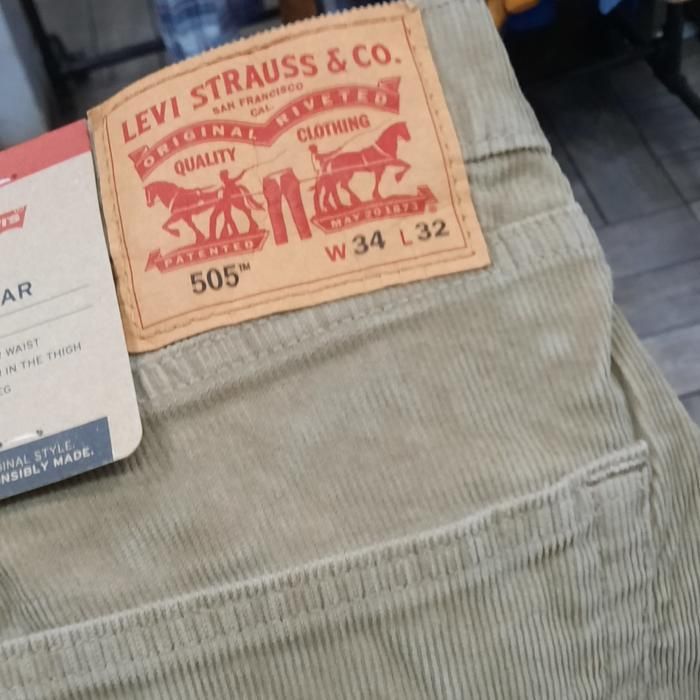 LEVI STRAUSS & CO.
SAN FRANCISCO
CAL.
ORIGINAL RIVETED
QUALITY CLOTHING
PATENTED MAY 20 1873
505™ W 34 L 32
AR
WAIST
IN THE THIGH
INAL STYLE.
NSIBLY MADE.